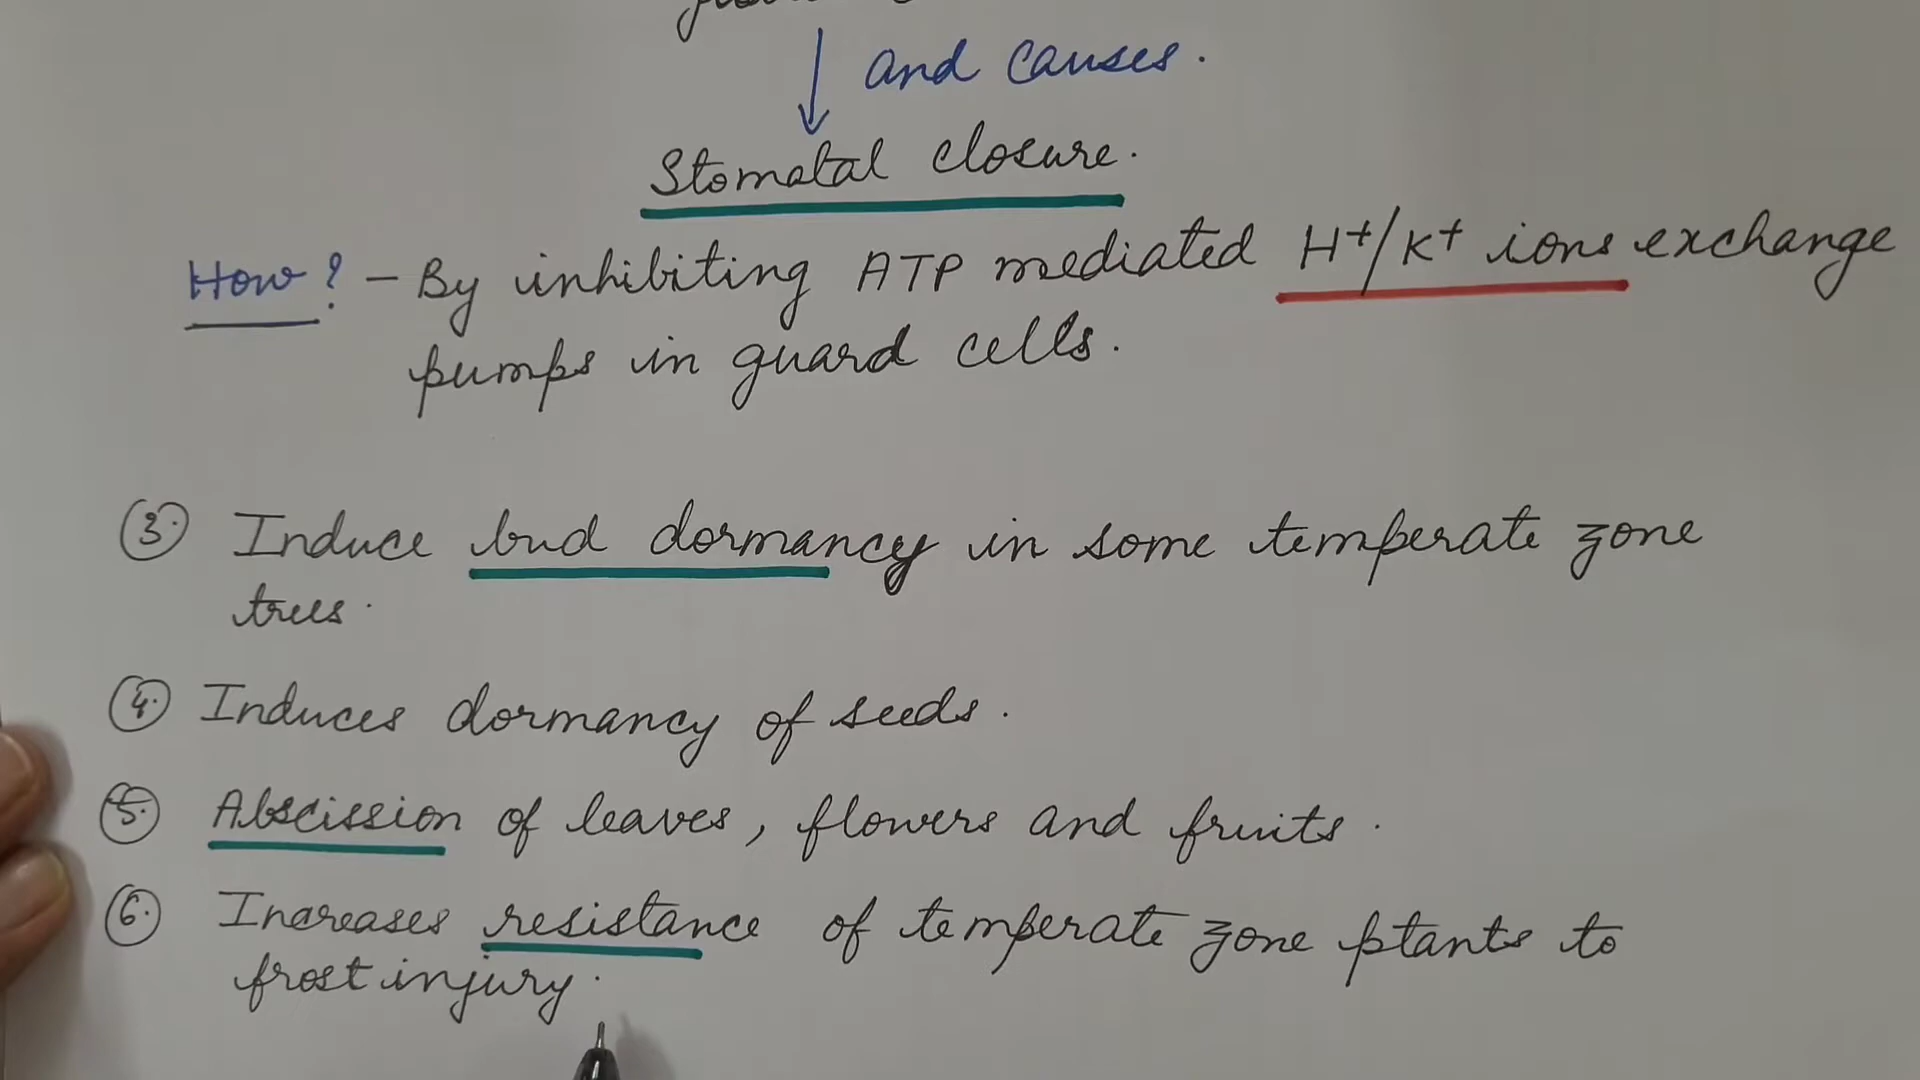 and causes.
Stomatal closure.
How? - By inhibiting ATP mediated H+/K+ ions exchange
pumps in guard cells.
3. Induce bud dormancy in some temperate zone
trees.
4. Induces dormancy of seeds.
5. Abscission of leaves, flowers and fruits.
6. Increases resistance of temperate zone plants to
frost injury.